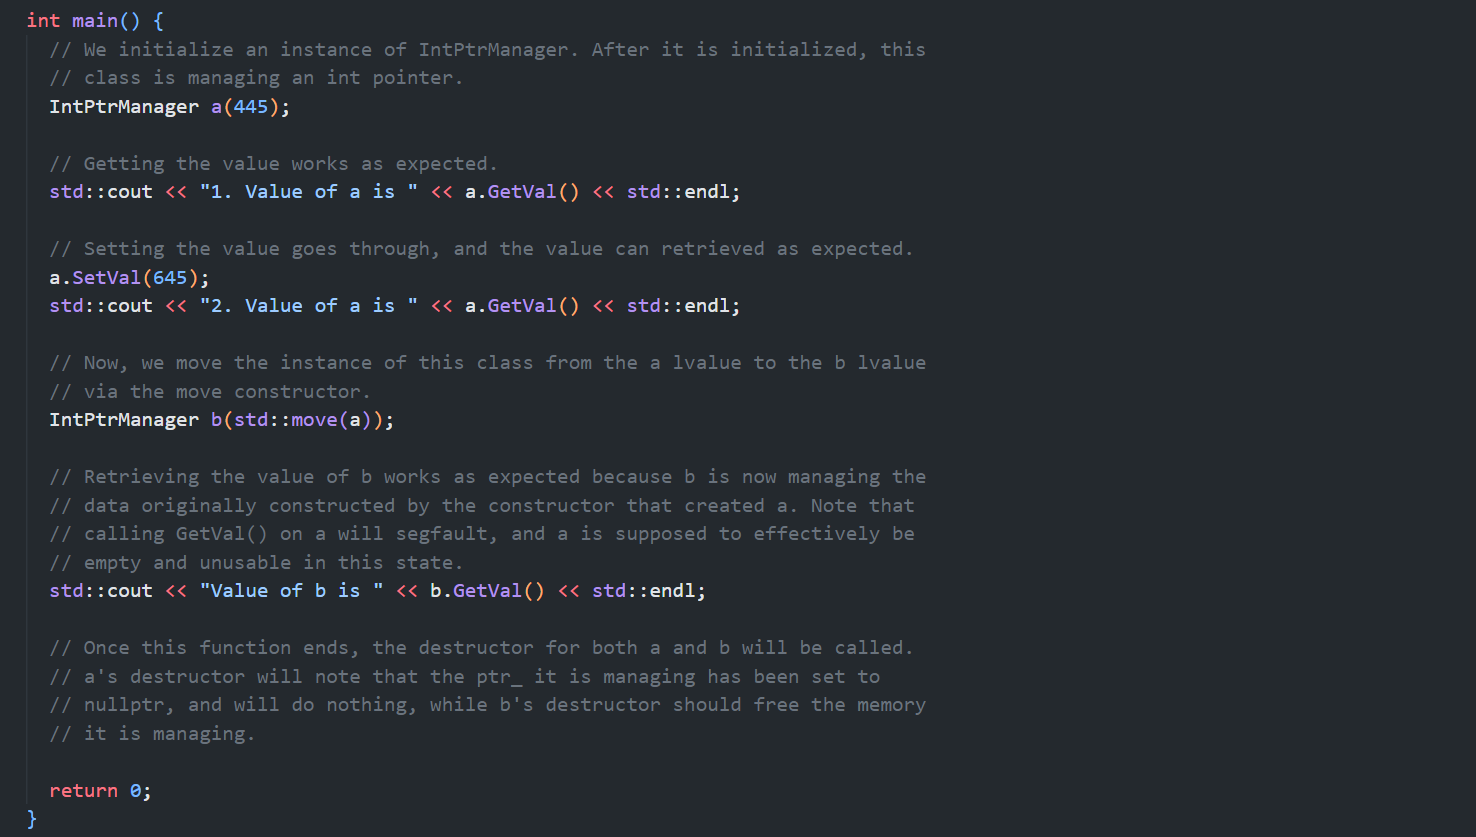 int main() {
// We initialize an instance of IntPtrManager. After it is initialized, this
// class is managing an int pointer.
IntPtrManager a(445);
// Getting the value works as expected.
std::cout << "1. Value of a is " << a.GetVal() << std::endl;
// Setting the value goes through, and the value can retrieved as expected.
a.SetVal(645);
std::cout << "2. Value of a is " << a.GetVal() << std::endl;
// Now, we move the instance of this class from the a lvalue to the b lvalue
// via the move constructor.
IntPtrManager b(std::move(a));
// Retrieving the value of b works as expected because b is now managing the
// data originally constructed by the constructor that created a. Note that
// calling GetVal() on a will segfault, and a is supposed to effectively be
// empty and unusable in this state.
std::cout << "Value of b is " << b.GetVal() << std::endl;
// Once this function ends, the destructor for both a and b will be called.
// a's destructor will note that the ptr_ it is managing has been set to
// nullptr, and will do nothing, while b's destructor should free the memory
// it is managing.
return 0;
}